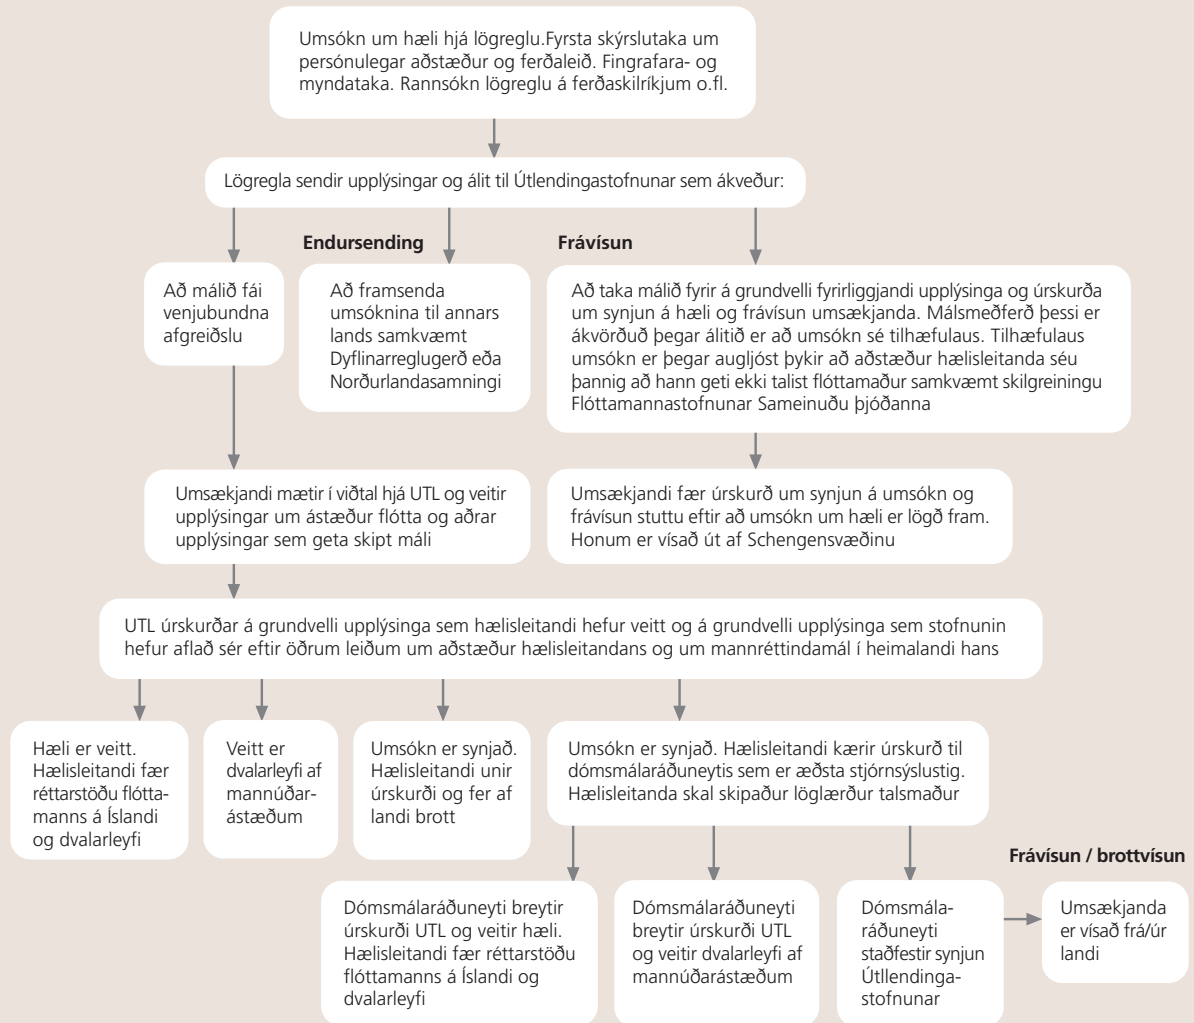 Umsókn um hæli hjá lögreglu.Fyrsta skýrslutaka um
persónulegar aðstæður og ferðaleið. Fingrafara- og
myndataka. Rannsókn lögreglu á ferðaskilríkjum o.fl.
Lögregla sendir upplýsingar og álit til Útlendingastofnunar sem ákveður:
Að málið fái
venjubundna
afgreiðslu
Endursending
Að framsenda
umsóknina til annars
lands samkvæmt
Dyflinarreglugerð eða
Norðurlandasamningi
Frávísun
Að taka málið fyrir á grundvelli fyrirliggjandi upplýsinga og úrskurða
um synjun á hæli og frávísun umsækjanda. Málsmeðferð þessi er
ákvörðuð þegar álitið er að umsókn sé tilhæfulaus. Tilhæfulaus
umsókn er þegar augljóst þykir að aðstæður hælisleitanda séu
þannig að hann geti ekki talist flóttamaður samkvæmt skilgreiningu
Flóttamannastofnunar Sameinuðu þjóðanna
Umsækjandi mætir í viðtal hjá UTL og veitir
upplýsingar um ástæður flótta og aðrar
upplýsingar sem geta skipt máli
Umsækjandi fær úrskurð um synjun á umsókn og
frávísun stuttu eftir að umsókn um hæli er lögð fram.
Honum er vísað út af Schengensvæðinu
UTL úrskurðar á grundvelli upplýsinga sem hælisleitandi hefur veitt og á grundvelli upplýsinga sem stofnunin
hefur aflað sér eftir öðrum leiðum um aðstæður hælisleitandans og um mannréttindamál í heimalandi hans
Hæli er veitt.
Hælisleitandi fær
réttarstöðu flótta-
manns á Íslandi
og dvalarleyfi
Veitt er
dvalarleyfi af
mannúðar-
ástæðum
Umsókn er synjað.
Hælisleitandi unir
úrskurði og fer af
landi brott
Umsókn er synjað. Hælisleitandi kærir úrskurð til
dómsmálaráðuneytis sem er æðsta stjórnsýslustig.
Hælisleitanda skal skipaður löglærður talsmaður
Dómsmálaráðuneyti breytir
úrskurði UTL og veitir hæli.
Hælisleitandi fær réttarstöðu
flóttamanns á Íslandi og
dvalarleyfi
Dómsmálaráðuneyti
breytir úrskurði UTL
og veitir dvalarleyfi af
mannúðarástæðum
Dómsmála-
ráðuneyti
staðfestir synjun
Útllendinga-
stofnunar
Frávísun / brottvísun
Umsækjanda
er vísað frá/úr
landi